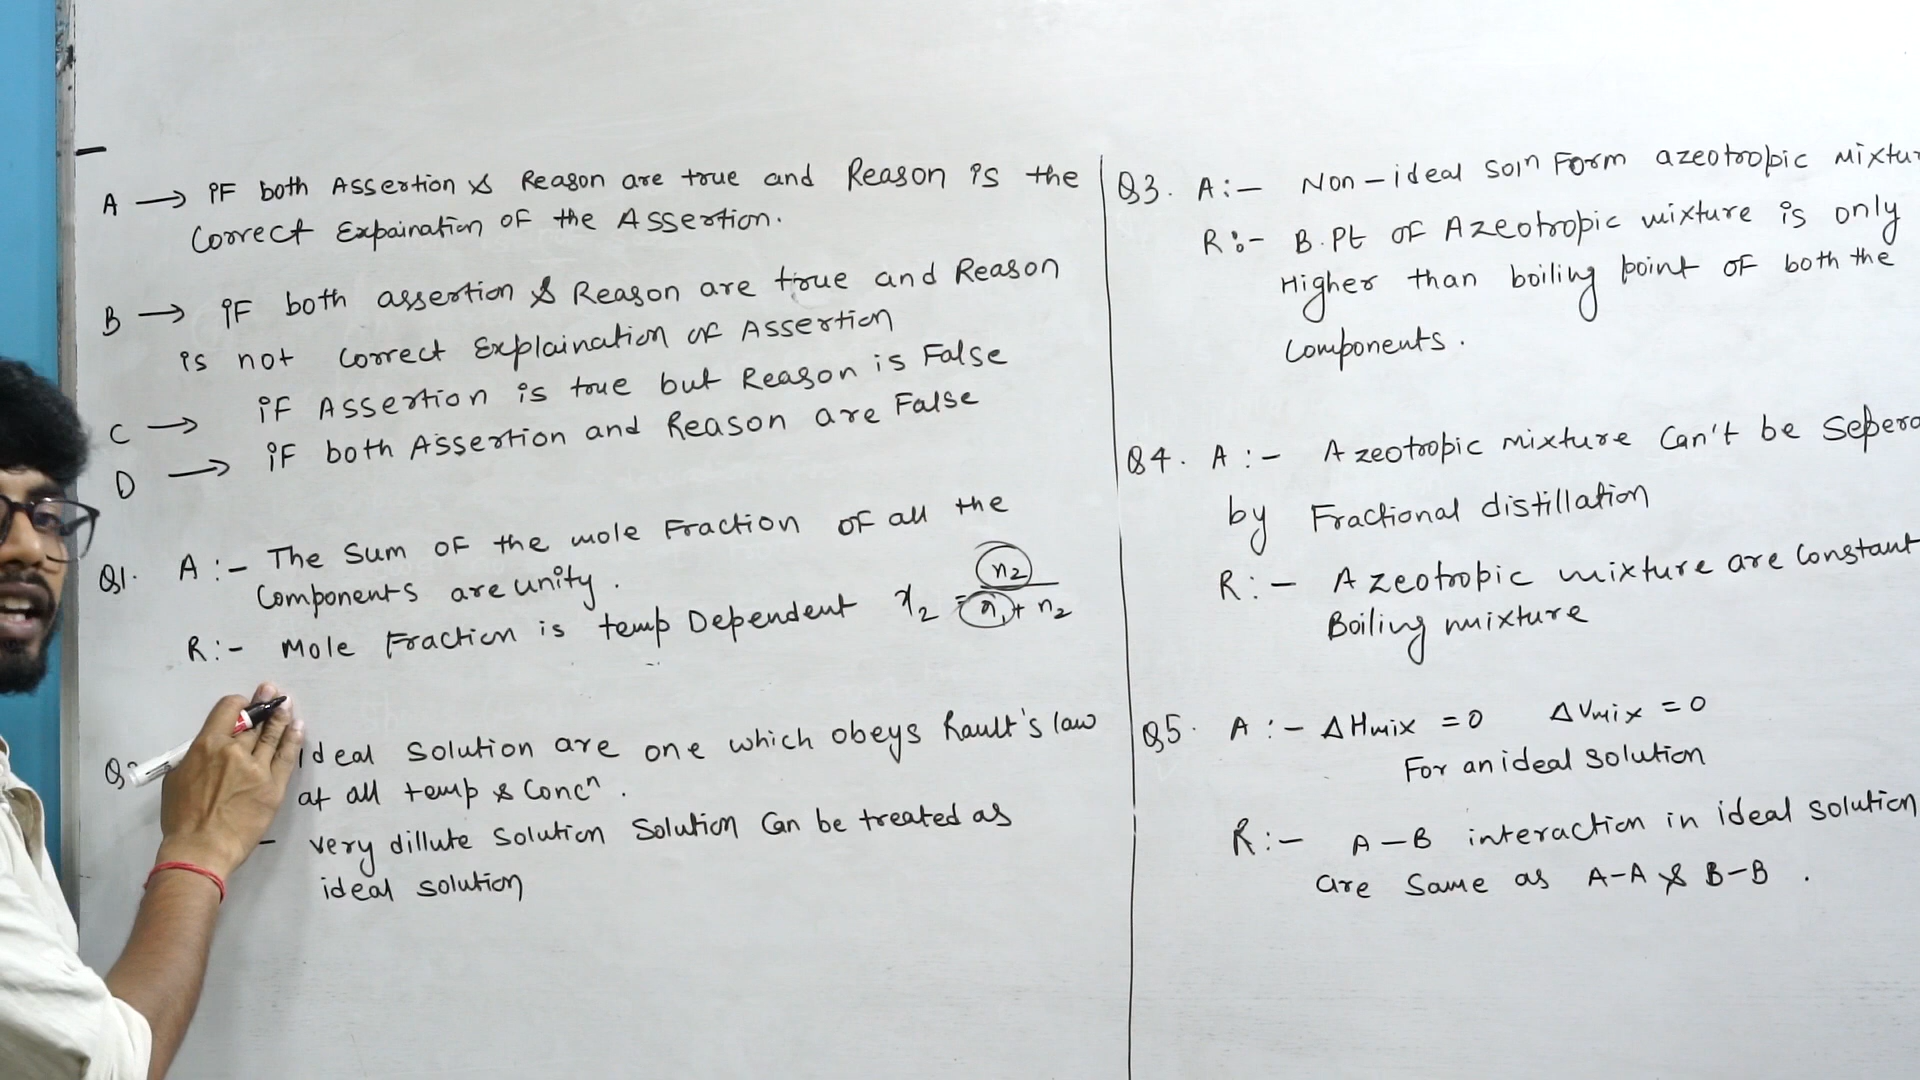 A → iF both Assertion & Reason are true and Reason is the
Correct Expaination OF the Assertion.
B → iF both assertion & Reason are true and Reason
is not Correct Explaination OF Assertion
C → iF Assertion is true but Reason is False
D → iF both Assertion and Reason are False
Q1. A :- The Sum OF the mole Fraction OF all the
Components are unity.
R :- Mole Fraction is temp Dependent x₂ = n₂ / n₁ + n₂
ideal solution are one which obeys Rault's law
at all temp & Concⁿ.
- very dillute Solution Solution Can be treated as
ideal solution
Q3. A :- Non-ideal solⁿ Form azeotropic
R :- B.Pt OF Azeotropic mixture is only
Higher than boiling point OF both the
Components.
Q4. A :- Azeotropic mixture Can't be
by Fractional distillation
R :- Azeotropic mixture are Constant
Boiling mixture
Q5. A :- ΔHmix = 0 ΔVmix = 0
For an ideal solution
R :- A-B interaction in ideal solution
are Same as A-A & B-B.